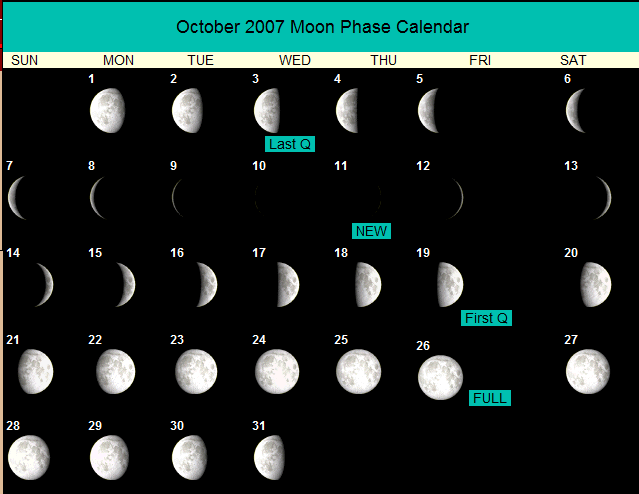 October 2007 Moon Phase Calendar
SUN MON TUE WED THU FRI SAT
1 2 3 4 5 6
Last Q
7 8 9 10 11 12 13
NEW
14 15 16 17 18 19 20
First Q
21 22 23 24 25 26 27
FULL
28 29 30 31